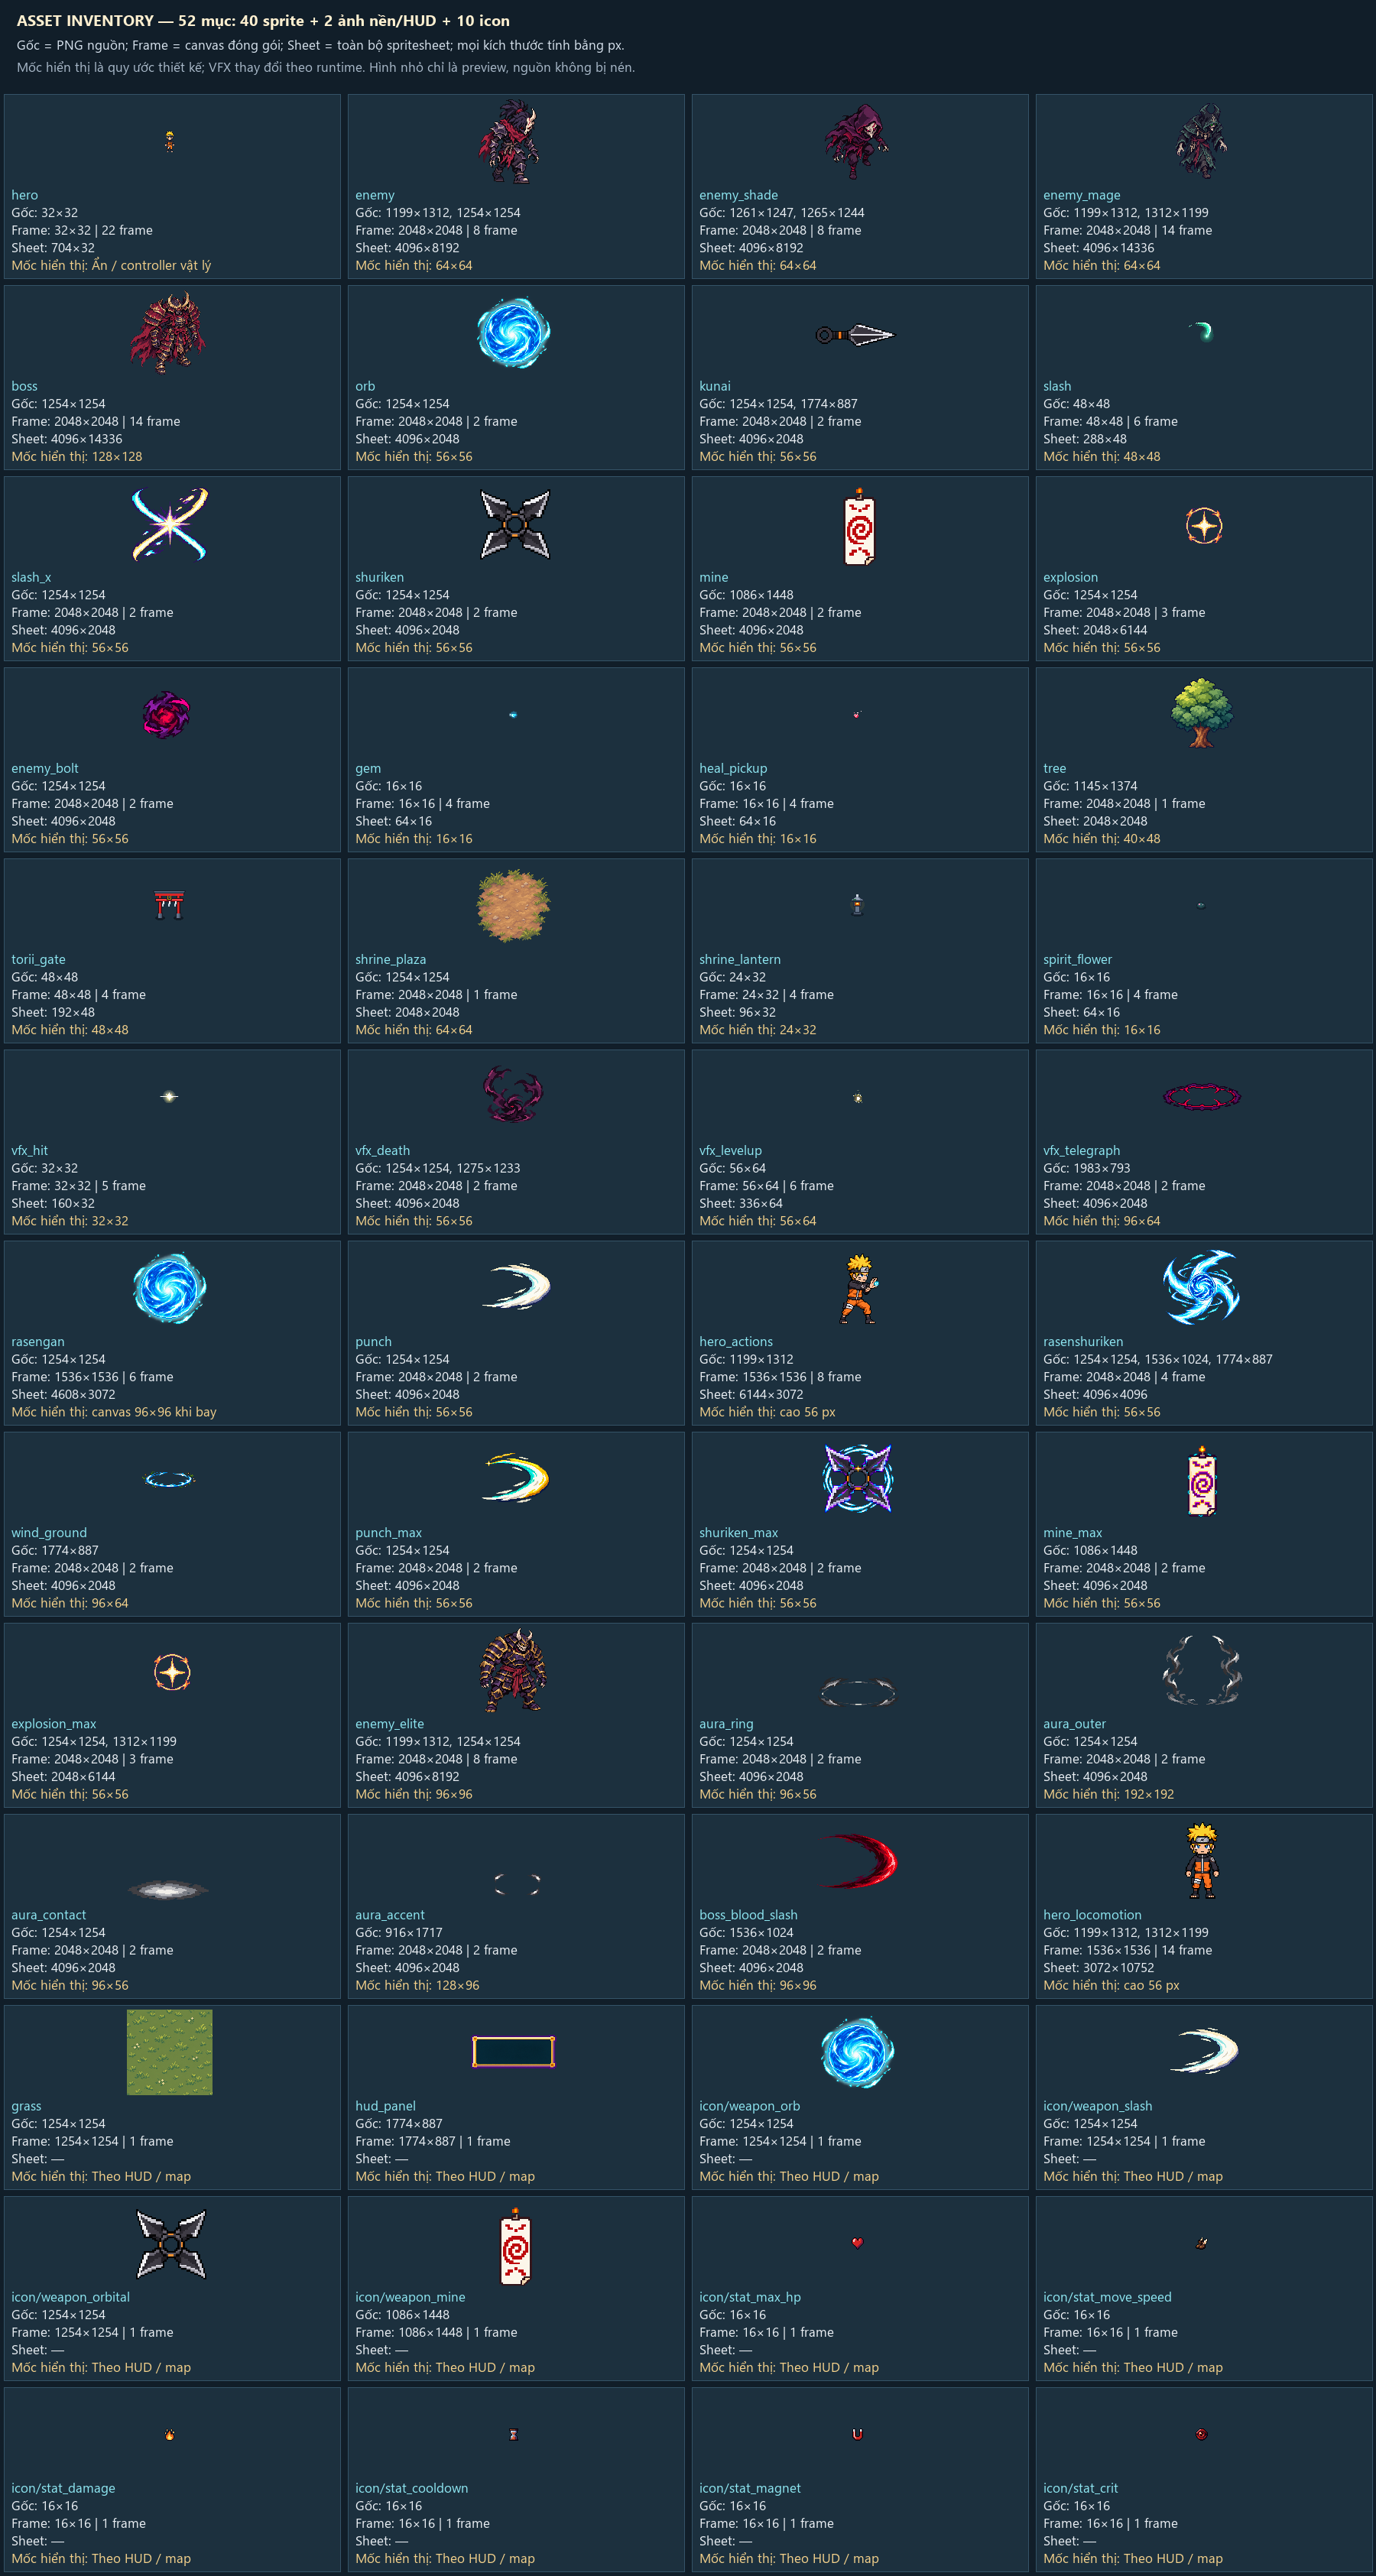 ASSET INVENTORY — 52 mục: 40 sprite + 2 ảnh nền/HUD + 10 icon
Gốc = PNG nguồn; Frame = canvas đóng gói; Sheet = toàn bộ spritesheet; mọi kích thước tính bằng px.
Mốc hiển thị là quy ước thiết kế; VFX thay đổi theo runtime. Hình nhỏ chỉ là preview, nguồn không bị nén.
hero
Gốc: 32×32
Frame: 32×32 | 22 frame
Sheet: 704×32
Mốc hiển thị: Ẩn / controller vật lý
enemy
Gốc: 1199×1312, 1254×1254
Frame: 2048×2048 | 8 frame
Sheet: 4096×8192
Mốc hiển thị: 64×64
enemy_shade
Gốc: 1261×1247, 1265×1244
Frame: 2048×2048 | 8 frame
Sheet: 4096×8192
Mốc hiển thị: 64×64
enemy_mage
Gốc: 1199×1312, 1312×1199
Frame: 2048×2048 | 14 frame
Sheet: 4096×14336
Mốc hiển thị: 64×64
boss
Gốc: 1254×1254
Frame: 2048×2048 | 14 frame
Sheet: 4096×14336
Mốc hiển thị: 128×128
orb
Gốc: 1254×1254
Frame: 2048×2048 | 2 frame
Sheet: 4096×2048
Mốc hiển thị: 56×56
kunai
Gốc: 1254×1254, 1774×887
Frame: 2048×2048 | 2 frame
Sheet: 4096×2048
Mốc hiển thị: 56×56
slash
Gốc: 48×48
Frame: 48×48 | 6 frame
Sheet: 288×48
Mốc hiển thị: 48×48
slash_x
Gốc: 1254×1254
Frame: 2048×2048 | 2 frame
Sheet: 4096×2048
Mốc hiển thị: 56×56
shuriken
Gốc: 1254×1254
Frame: 2048×2048 | 2 frame
Sheet: 4096×2048
Mốc hiển thị: 56×56
mine
Gốc: 1086×1448
Frame: 2048×2048 | 2 frame
Sheet: 4096×2048
Mốc hiển thị: 56×56
explosion
Gốc: 1254×1254
Frame: 2048×2048 | 3 frame
Sheet: 2048×6144
Mốc hiển thị: 56×56
enemy_bolt
Gốc: 1254×1254
Frame: 2048×2048 | 2 frame
Sheet: 4096×2048
Mốc hiển thị: 56×56
gem
Gốc: 16×16
Frame: 16×16 | 4 frame
Sheet: 64×16
Mốc hiển thị: 16×16
heal_pickup
Gốc: 16×16
Frame: 16×16 | 4 frame
Sheet: 64×16
Mốc hiển thị: 16×16
tree
Gốc: 1145×1374
Frame: 2048×2048 | 1 frame
Sheet: 2048×2048
Mốc hiển thị: 40×48
torii_gate
Gốc: 48×48
Frame: 48×48 | 4 frame
Sheet: 192×48
Mốc hiển thị: 48×48
shrine_plaza
Gốc: 1254×1254
Frame: 2048×2048 | 1 frame
Sheet: 2048×2048
Mốc hiển thị: 64×64
shrine_lantern
Gốc: 24×32
Frame: 24×32 | 4 frame
Sheet: 96×32
Mốc hiển thị: 24×32
spirit_flower
Gốc: 16×16
Frame: 16×16 | 4 frame
Sheet: 64×16
Mốc hiển thị: 16×16
vfx_hit
Gốc: 32×32
Frame: 32×32 | 5 frame
Sheet: 160×32
Mốc hiển thị: 32×32
vfx_death
Gốc: 1254×1254, 1275×1233
Frame: 2048×2048 | 2 frame
Sheet: 4096×2048
Mốc hiển thị: 56×56
vfx_levelup
Gốc: 56×64
Frame: 56×64 | 6 frame
Sheet: 336×64
Mốc hiển thị: 56×64
vfx_telegraph
Gốc: 1983×793
Frame: 2048×2048 | 2 frame
Sheet: 4096×2048
Mốc hiển thị: 96×64
rasengan
Gốc: 1254×1254
Frame: 1536×1536 | 6 frame
Sheet: 4608×3072
Mốc hiển thị: canvas 96×96 khi bay
punch
Gốc: 1254×1254
Frame: 2048×2048 | 2 frame
Sheet: 4096×2048
Mốc hiển thị: 56×56
hero_actions
Gốc: 1199×1312
Frame: 1536×1536 | 8 frame
Sheet: 6144×3072
Mốc hiển thị: cao 56 px
rasenshuriken
Gốc: 1254×1254, 1536×1024, 1774×887
Frame: 2048×2048 | 4 frame
Sheet: 4096×4096
Mốc hiển thị: 56×56
wind_ground
Gốc: 1774×887
Frame: 2048×2048 | 2 frame
Sheet: 4096×2048
Mốc hiển thị: 96×64
punch_max
Gốc: 1254×1254
Frame: 2048×2048 | 2 frame
Sheet: 4096×2048
Mốc hiển thị: 56×56
shuriken_max
Gốc: 1254×1254
Frame: 2048×2048 | 2 frame
Sheet: 4096×2048
Mốc hiển thị: 56×56
mine_max
Gốc: 1086×1448
Frame: 2048×2048 | 2 frame
Sheet: 4096×2048
Mốc hiển thị: 56×56
explosion_max
Gốc: 1254×1254, 1312×1199
Frame: 2048×2048 | 3 frame
Sheet: 2048×6144
Mốc hiển thị: 56×56
enemy_elite
Gốc: 1199×1312, 1254×1254
Frame: 2048×2048 | 8 frame
Sheet: 4096×8192
Mốc hiển thị: 96×96
aura_ring
Gốc: 1254×1254
Frame: 2048×2048 | 2 frame
Sheet: 4096×2048
Mốc hiển thị: 96×56
aura_outer
Gốc: 1254×1254
Frame: 2048×2048 | 2 frame
Sheet: 4096×2048
Mốc hiển thị: 192×192
aura_contact
Gốc: 1254×1254
Frame: 2048×2048 | 2 frame
Sheet: 4096×2048
Mốc hiển thị: 96×56
aura_accent
Gốc: 916×1717
Frame: 2048×2048 | 2 frame
Sheet: 4096×2048
Mốc hiển thị: 128×96
boss_blood_slash
Gốc: 1536×1024
Frame: 2048×2048 | 2 frame
Sheet: 4096×2048
Mốc hiển thị: 96×96
hero_locomotion
Gốc: 1199×1312, 1312×1199
Frame: 1536×1536 | 14 frame
Sheet: 3072×10752
Mốc hiển thị: cao 56 px
grass
Gốc: 1254×1254
Frame: 1254×1254 | 1 frame
Sheet: —
Mốc hiển thị: Theo HUD / map
hud_panel
Gốc: 1774×887
Frame: 1774×887 | 1 frame
Sheet: —
Mốc hiển thị: Theo HUD / map
icon/weapon_orb
Gốc: 1254×1254
Frame: 1254×1254 | 1 frame
Sheet: —
Mốc hiển thị: Theo HUD / map
icon/weapon_slash
Gốc: 1254×1254
Frame: 1254×1254 | 1 frame
Sheet: —
Mốc hiển thị: Theo HUD / map
icon/weapon_orbital
Gốc: 1254×1254
Frame: 1254×1254 | 1 frame
Sheet: —
Mốc hiển thị: Theo HUD / map
icon/weapon_mine
Gốc: 1086×1448
Frame: 1086×1448 | 1 frame
Sheet: —
Mốc hiển thị: Theo HUD / map
icon/stat_max_hp
Gốc: 16×16
Frame: 16×16 | 1 frame
Sheet: —
Mốc hiển thị: Theo HUD / map
icon/stat_move_speed
Gốc: 16×16
Frame: 16×16 | 1 frame
Sheet: —
Mốc hiển thị: Theo HUD / map
icon/stat_damage
Gốc: 16×16
Frame: 16×16 | 1 frame
Sheet: —
Mốc hiển thị: Theo HUD / map
icon/stat_cooldown
Gốc: 16×16
Frame: 16×16 | 1 frame
Sheet: —
Mốc hiển thị: Theo HUD / map
icon/stat_magnet
Gốc: 16×16
Frame: 16×16 | 1 frame
Sheet: —
Mốc hiển thị: Theo HUD / map
icon/stat_crit
Gốc: 16×16
Frame: 16×16 | 1 frame
Sheet: —
Mốc hiển thị: Theo HUD / map